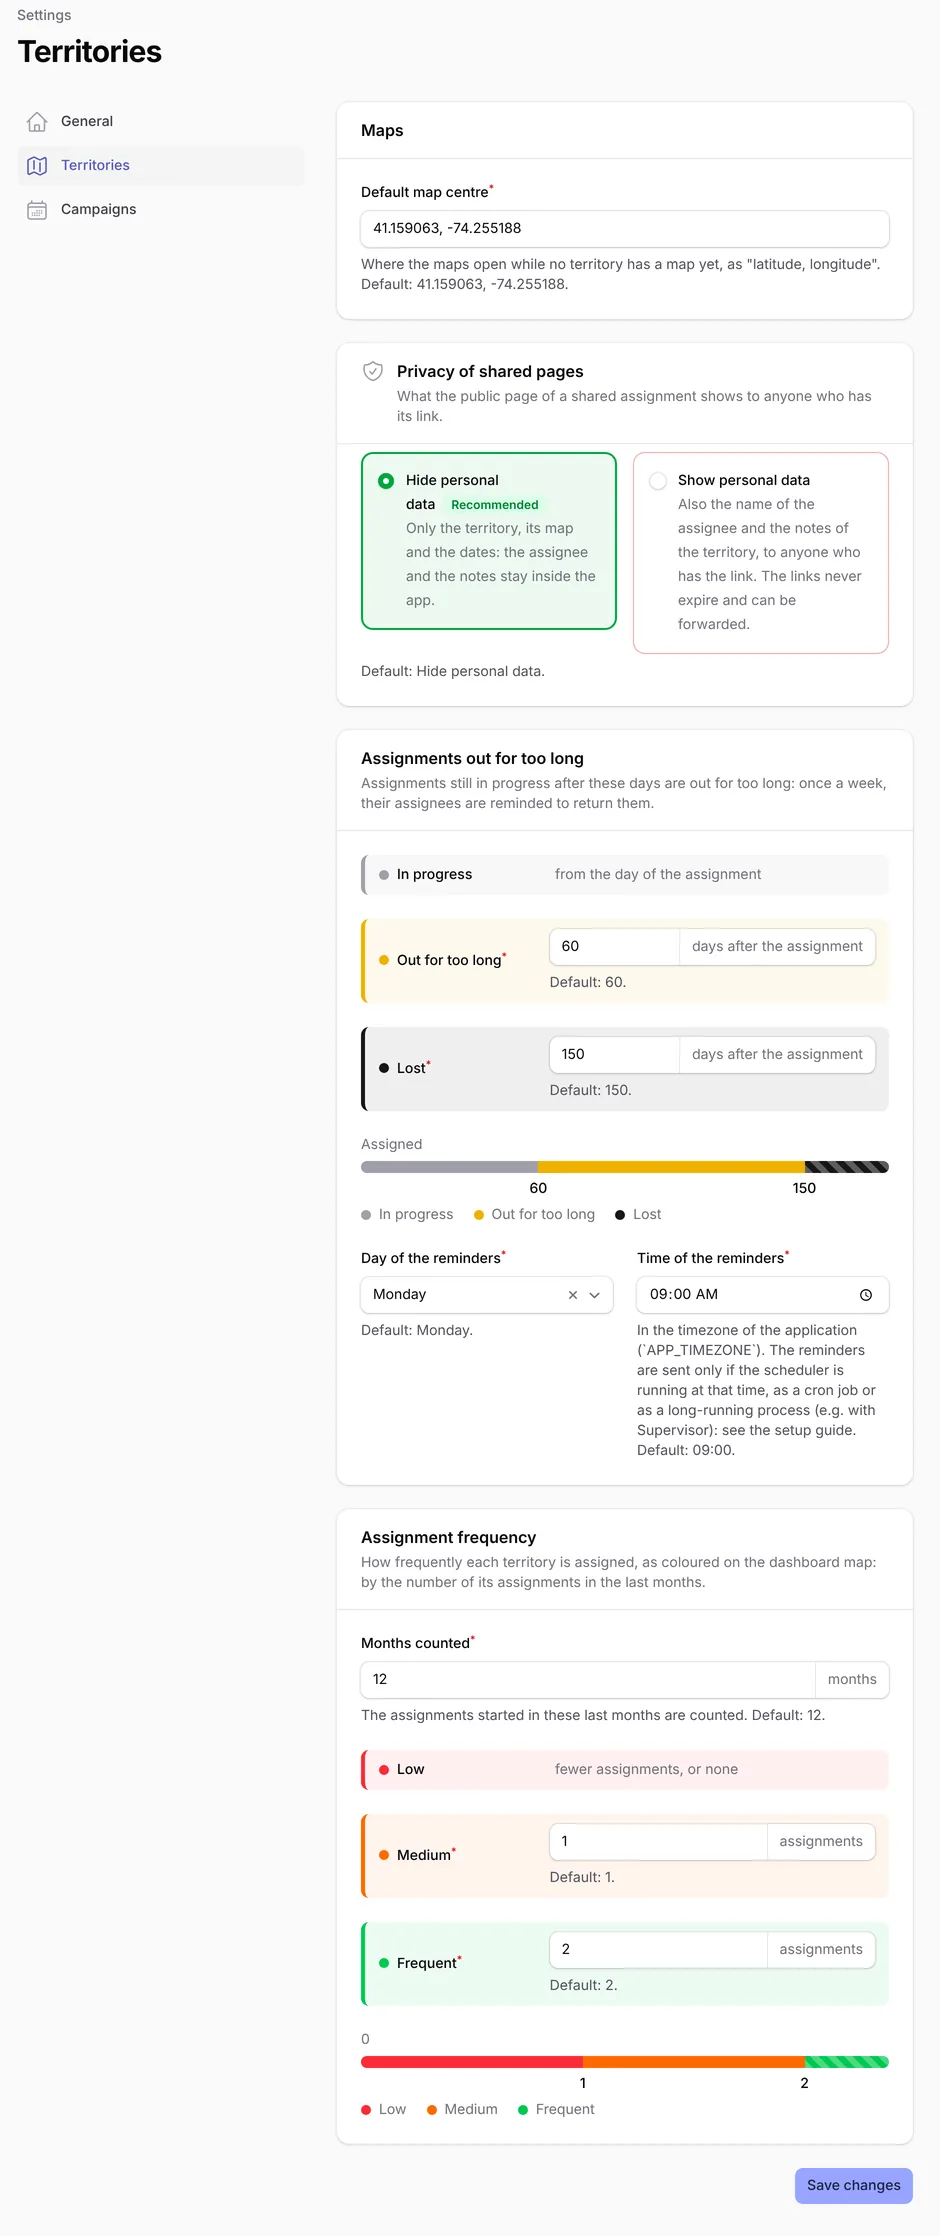 Settings
Territories
General
Territories
Campaigns
Maps
Default map centre*
41.159063, -74.255188
Where the maps open while no territory has a map yet, as "latitude, longitude".
Default: 41.159063, -74.255188.
Privacy of shared pages
What the public page of a shared assignment shows to anyone who has
its link.
Hide personal
data Recommended
Only the territory, its map
and the dates: the assignee
and the notes stay inside the
app.
Show personal data
Also the name of the
assignee and the notes of
the territory, to anyone who
has the link. The links never
expire and can be
forwarded.
Default: Hide personal data.
Assignments out for too long
Assignments still in progress after these days are out for too long: once a week,
their assignees are reminded to return them.
In progress from the day of the assignment
Out for too long* 60 days after the assignment
Default: 60.
Lost* 150 days after the assignment
Default: 150.
Assigned
60 150
In progress Out for too long Lost
Day of the reminders*
Monday
Default: Monday.
Time of the reminders*
09:00 AM
In the timezone of the application
(`APP_TIMEZONE`). The reminders
are sent only if the scheduler is
running at that time, as a cron job or
as a long-running process (e.g. with
Supervisor): see the setup guide.
Default: 09:00.
Assignment frequency
How frequently each territory is assigned, as coloured on the dashboard map:
by the number of its assignments in the last months.
Months counted*
12 months
The assignments started in these last months are counted. Default: 12.
Low fewer assignments, or none
Medium* 1 assignments
Default: 1.
Frequent* 2 assignments
Default: 2.
0
1 2
Low Medium Frequent
Save changes